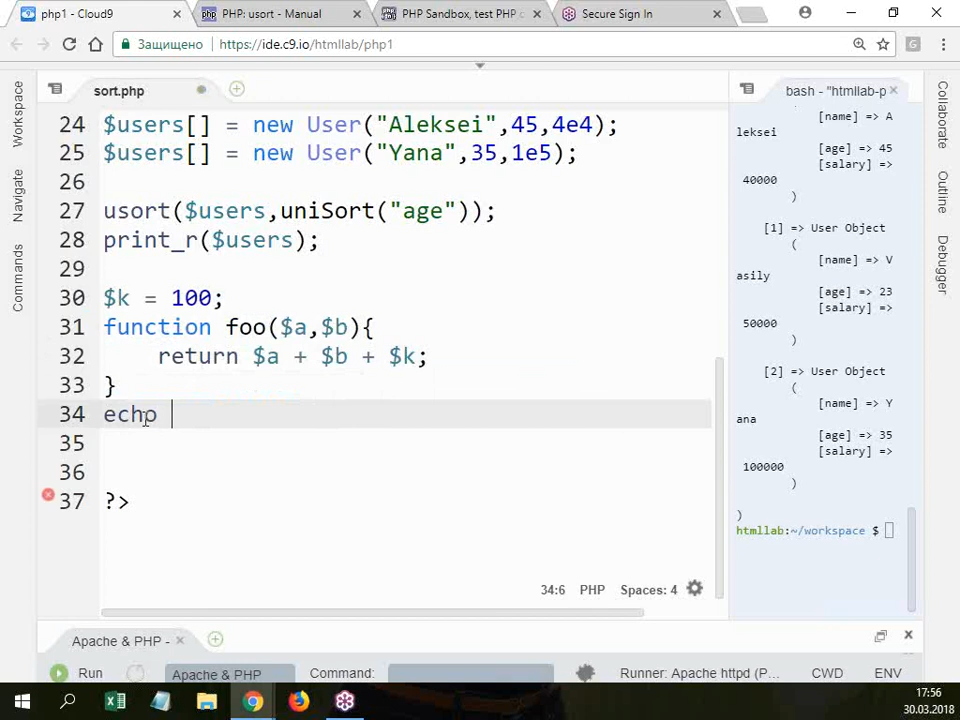 php1 - Cloud9
PHP: usort - Manual
PHP Sandbox, test PHP
Secure Sign In
Защищено
https://ide.c9.io/htmllab/php1
sort.php
bash - "htmllab-p
24 $users[] = new User("Aleksei",45,4e4);
25 $users[] = new User("Yana",35,1e5);
26
27 usort($users,uniSort("age"));
28 print_r($users);
29
30 $k = 100;
31 function foo($a,$b){
32 return $a + $b + $k;
33 }
34 echo
35
36
37 ?>
[name] => A
leksei
[age] => 45
[salary] =>
40000
)
[1] => User Object
(
[name] => V
asily
[age] => 23
[salary] =>
50000
)
[2] => User Object
(
[name] => Y
ana
[age] => 35
[salary] =>
100000
)
)
htmllab:~/workspace $
Workspace
Navigate
Commands
Collaborate
Outline
Debugger
34:6 PHP Spaces: 4
Apache & PHP -
Run
Apache & PHP
Command:
Runner: Apache httpd (P...
CWD
ENV
17:56
30.03.2018